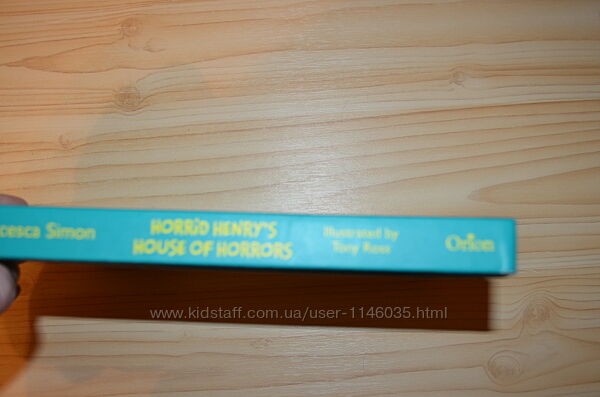 cesca Simon
HORRiD HENRY'S
HOUSE OF HORRORS
Illustrated by
Tony Ross
Orion
www.kidstaff.com.ua/user-1146035.html